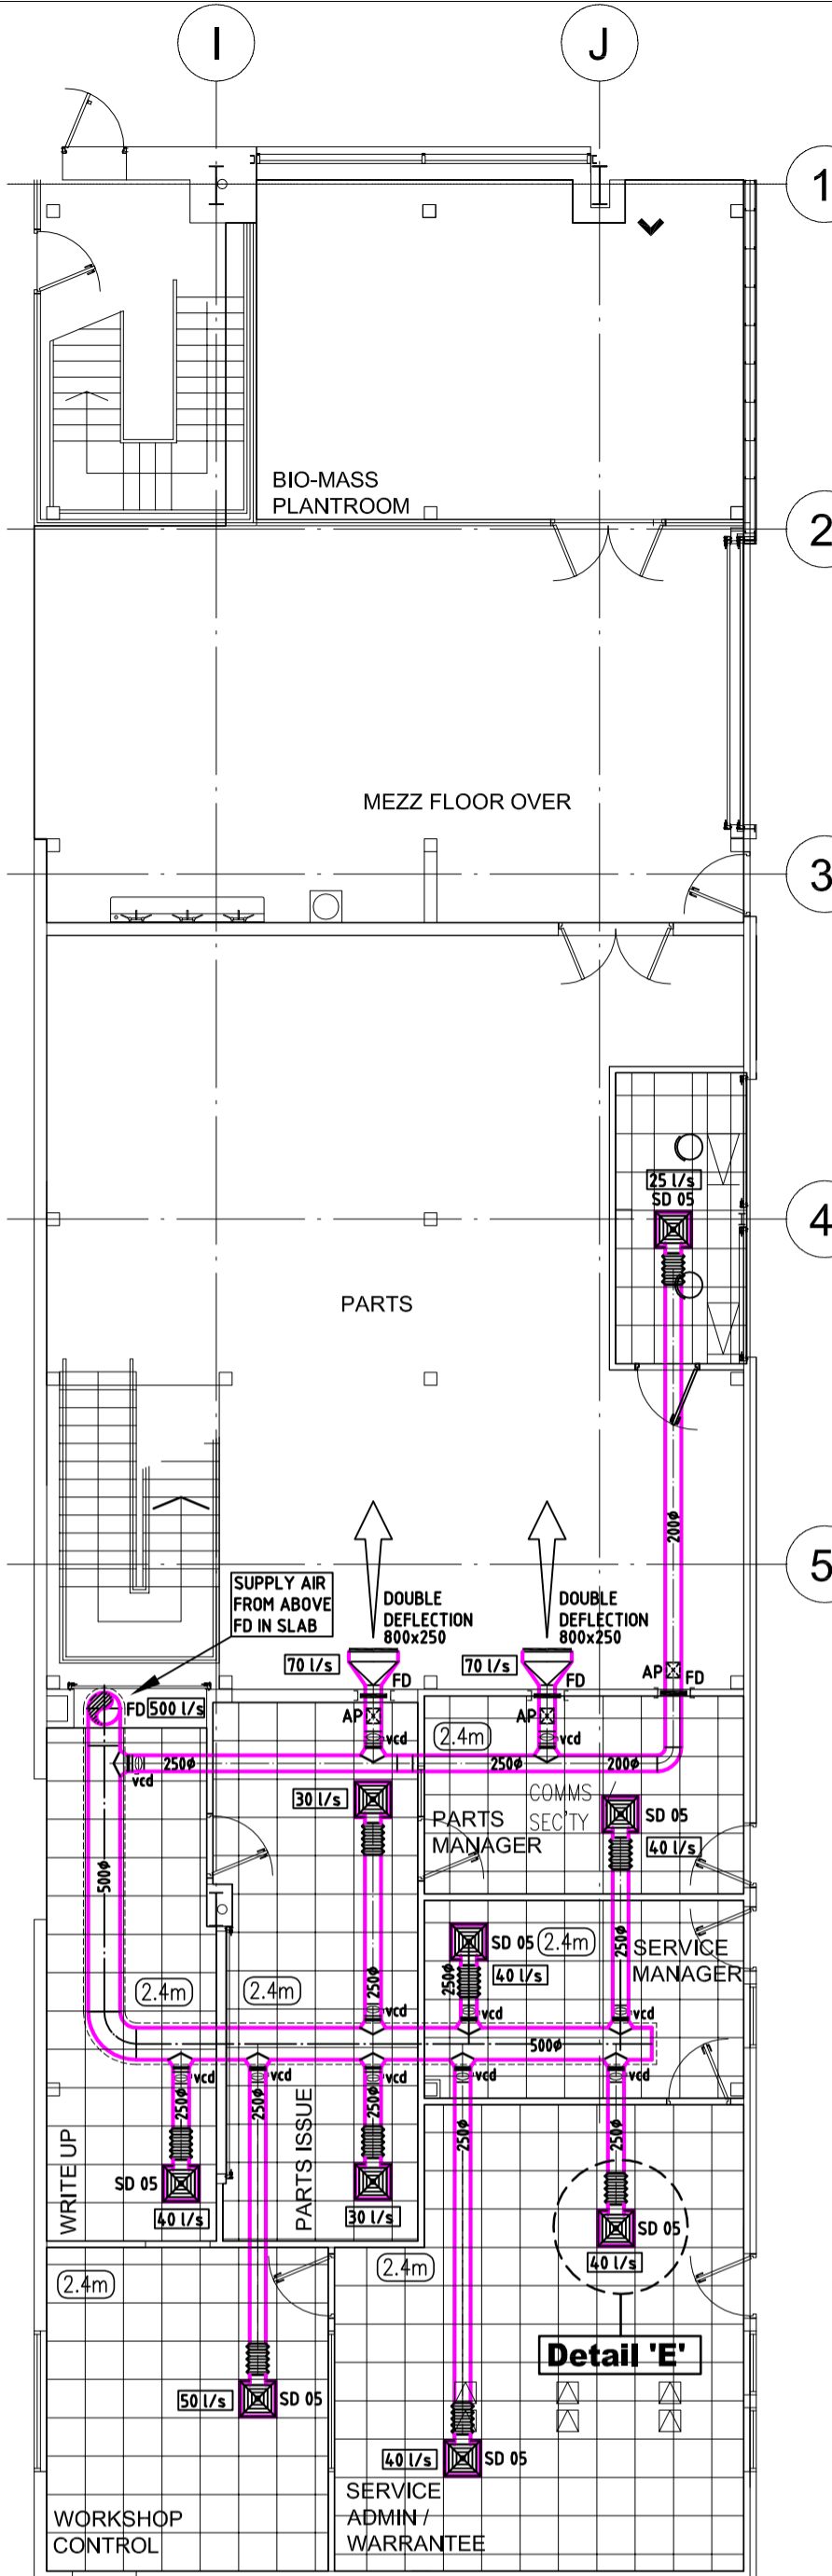 I
J
1
BIO-MASS
PLANTROOM
2
MEZZ FLOOR OVER
3
25 l/s
SD 05
4
PARTS
200ø
5
SUPPLY AIR
FROM ABOVE
FD IN SLAB
DOUBLE
DEFLECTION
800x250
DOUBLE
DEFLECTION
800x250
70 l/s
FD
70 l/s
FD
AP
FD
FD
500 l/s
AP
vcd
AP
vcd
2.4m
vcd
250ø
250ø
200ø
30 l/s
COMMS
SEC'TY
SD 05
PARTS
MANAGER
40 l/s
500ø
SD 05
2.4m
250ø
SERVICE
MANAGER
40 l/s
250ø
2.4m
2.4m
250ø
vcd
vcd
vcd
500ø
vcd
vcd
vcd
vcd
vcd
250ø
250ø
250ø
250ø
250ø
WRITE UP
PARTS ISSUE
SD 05
40 l/s
30 l/s
SD 05
40 l/s
2.4m
2.4m
Detail 'E'
50 l/s
SD 05
40 l/s
SD 05
SERVICE
ADMIN /
WARRANTEE
WORKSHOP
CONTROL